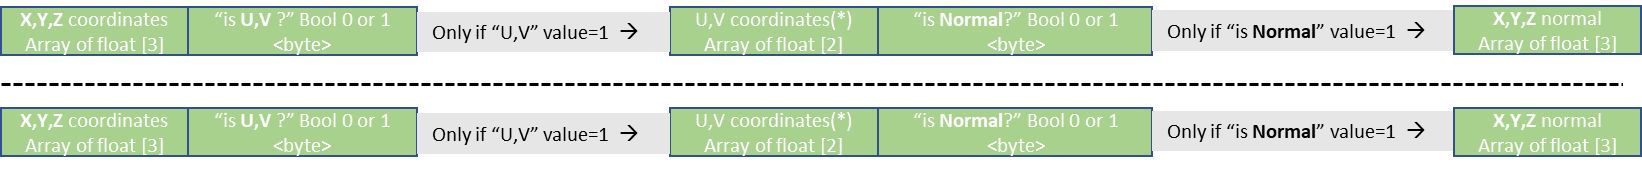 X,Y,Z coordinates
Array of float [3]
“is U,V ?” Bool 0 or 1
<byte>
Only if “U,V” value=1 →
U,V coordinates(*)
Array of float [2]
“is Normal?” Bool 0 or 1
<byte>
Only if “is Normal” value=1 →
X,Y,Z normal
Array of float [3]
X,Y,Z coordinates
Array of float [3]
“is U,V ?” Bool 0 or 1
<byte>
Only if “U,V” value=1 →
U,V coordinates(*)
Array of float [2]
“is Normal?” Bool 0 or 1
<byte>
Only if “is Normal” value=1 →
X,Y,Z normal
Array of float [3]